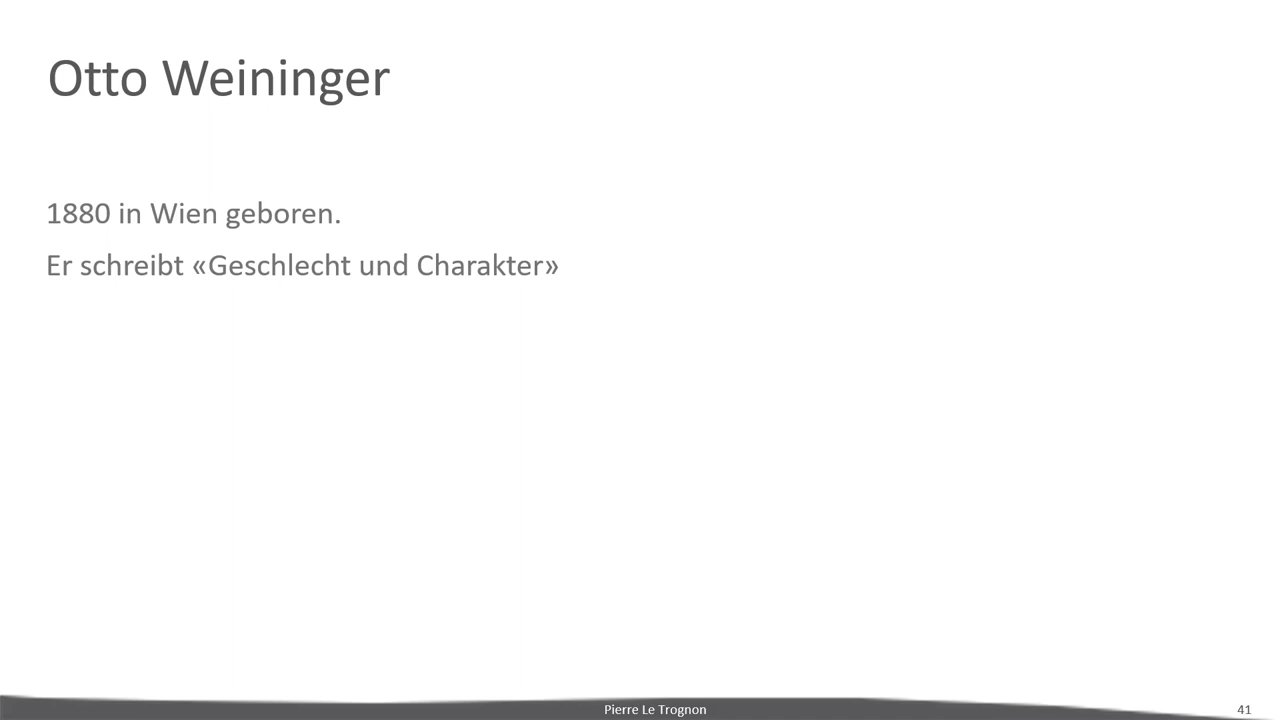 Otto Weininger
1880 in Wien geboren.
Er schreibt «Geschlecht und Charakter»
Pierre Le Trognon
41